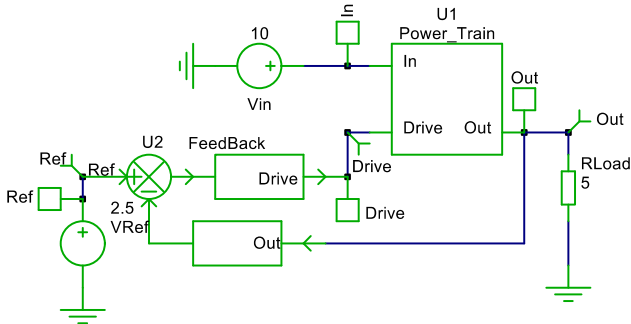 In
U1
10
Power_Train
In
Vin
Out
Out
Drive
Out
U2
FeedBack
Ref
Ref
Drive
RLoad
5
Drive
Ref
2.5
VRef
Drive
Out